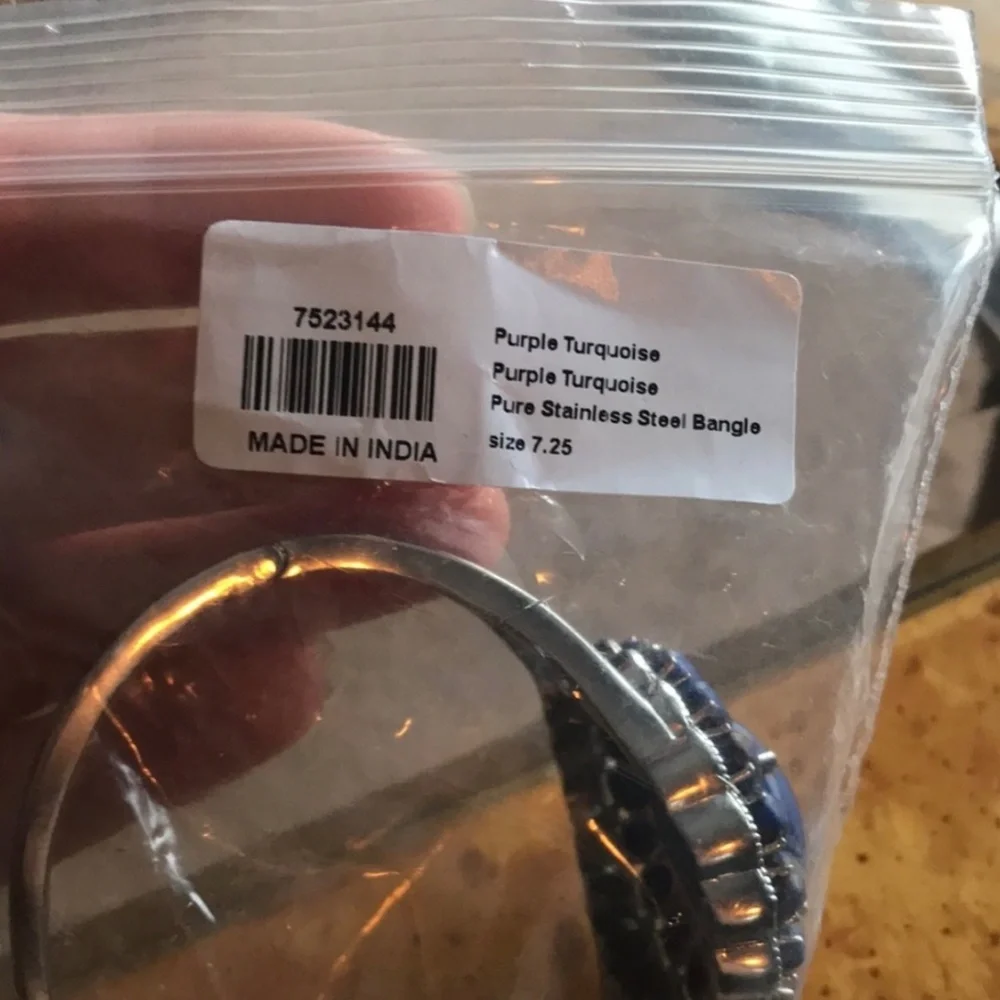 7523144
MADE IN INDIA
Purple Turquoise
Purple Turquoise
Pure Stainless Steel Bangle
size 7.25